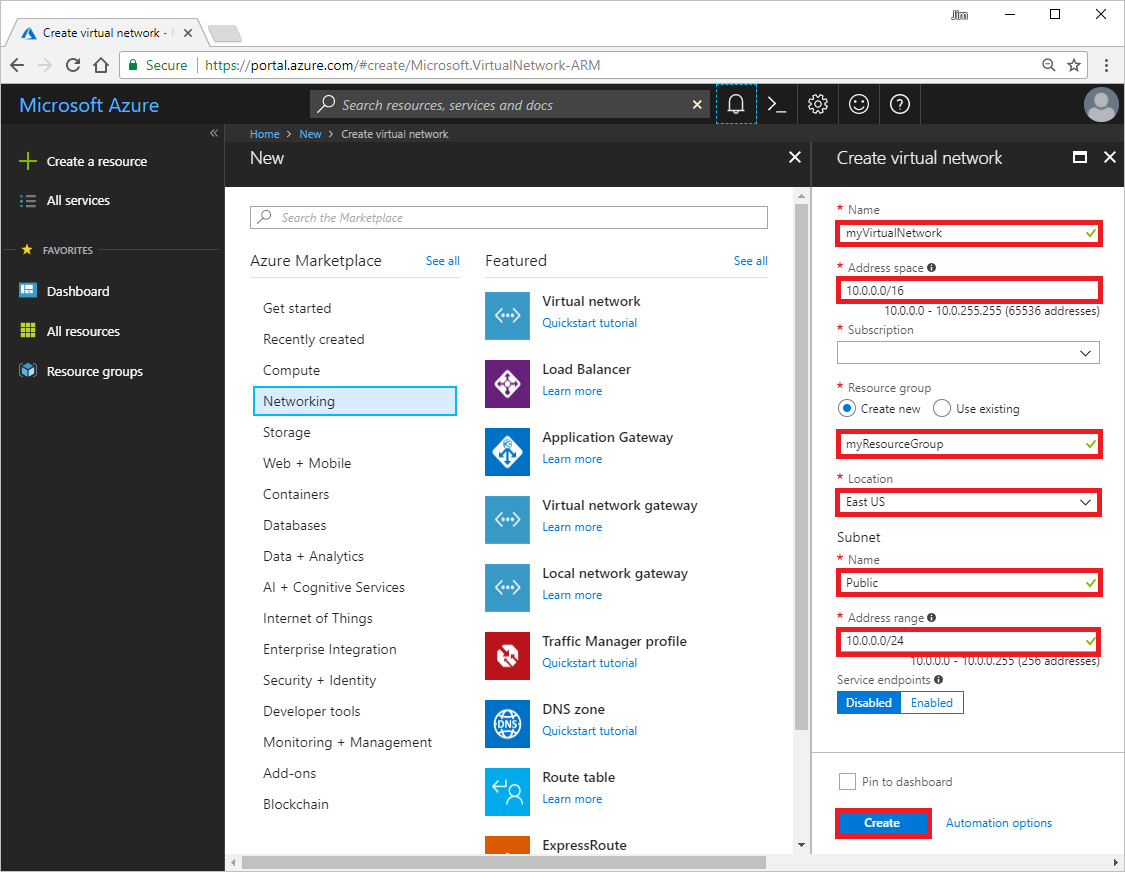 Jim
Create virtual network -
Secure
https://portal.azure.com/#create/Microsoft.VirtualNetwork-ARM
Microsoft Azure
Search resources, services and docs
Create a resource
All services
FAVORITES
Dashboard
All resources
Resource groups
Home > New > Create virtual network
New
Search the Marketplace
Azure Marketplace
See all
Get started
Recently created
Compute
Networking
Storage
Web + Mobile
Containers
Databases
Data + Analytics
AI + Cognitive Services
Internet of Things
Enterprise Integration
Security + Identity
Developer tools
Monitoring + Management
Add-ons
Blockchain
Featured
See all
Virtual network
Quickstart tutorial
Load Balancer
Learn more
Application Gateway
Learn more
Virtual network gateway
Learn more
Local network gateway
Learn more
Traffic Manager profile
Quickstart tutorial
DNS
DNS zone
Quickstart tutorial
Route table
Learn more
ExpressRoute
Create virtual network
* Name
myVirtualNetwork
* Address space
10.0.0.0/16
10.0.0.0 - 10.0.255.255 (65536 addresses)
* Subscription
* Resource group
Create new
Use existing
myResourceGroup
* Location
East US
Subnet
* Name
Public
* Address range
10.0.0.0/24
10.0.0.0 - 10.0.0.255 (256 addresses)
Service endpoints
Disabled
Enabled
Pin to dashboard
Create
Automation options